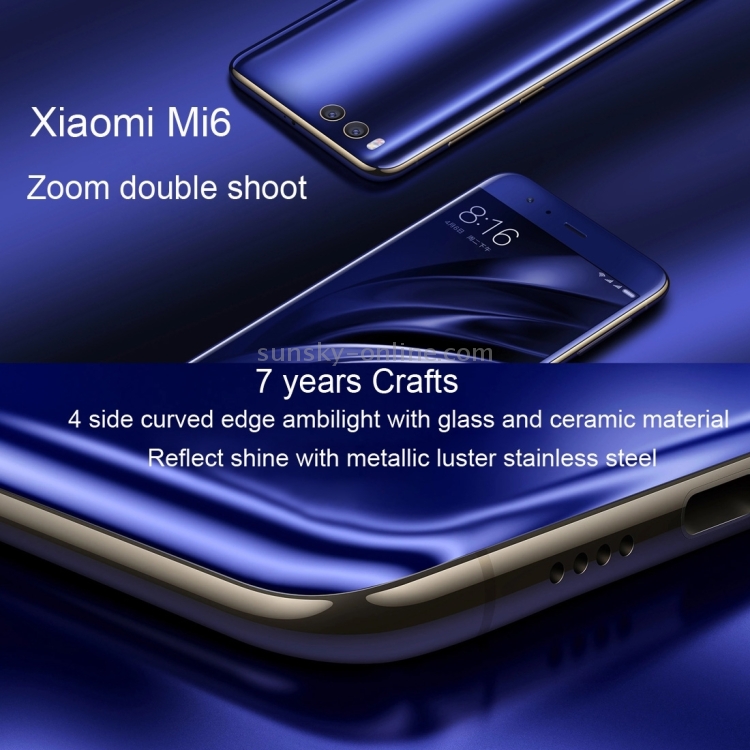 Xiaomi Mi6
Zoom double shoot
8:16
sunsky-online.com
7 years Crafts
4 side curved edge ambilight with glass and ceramic material
Reflect shine with metallic luster stainless steel